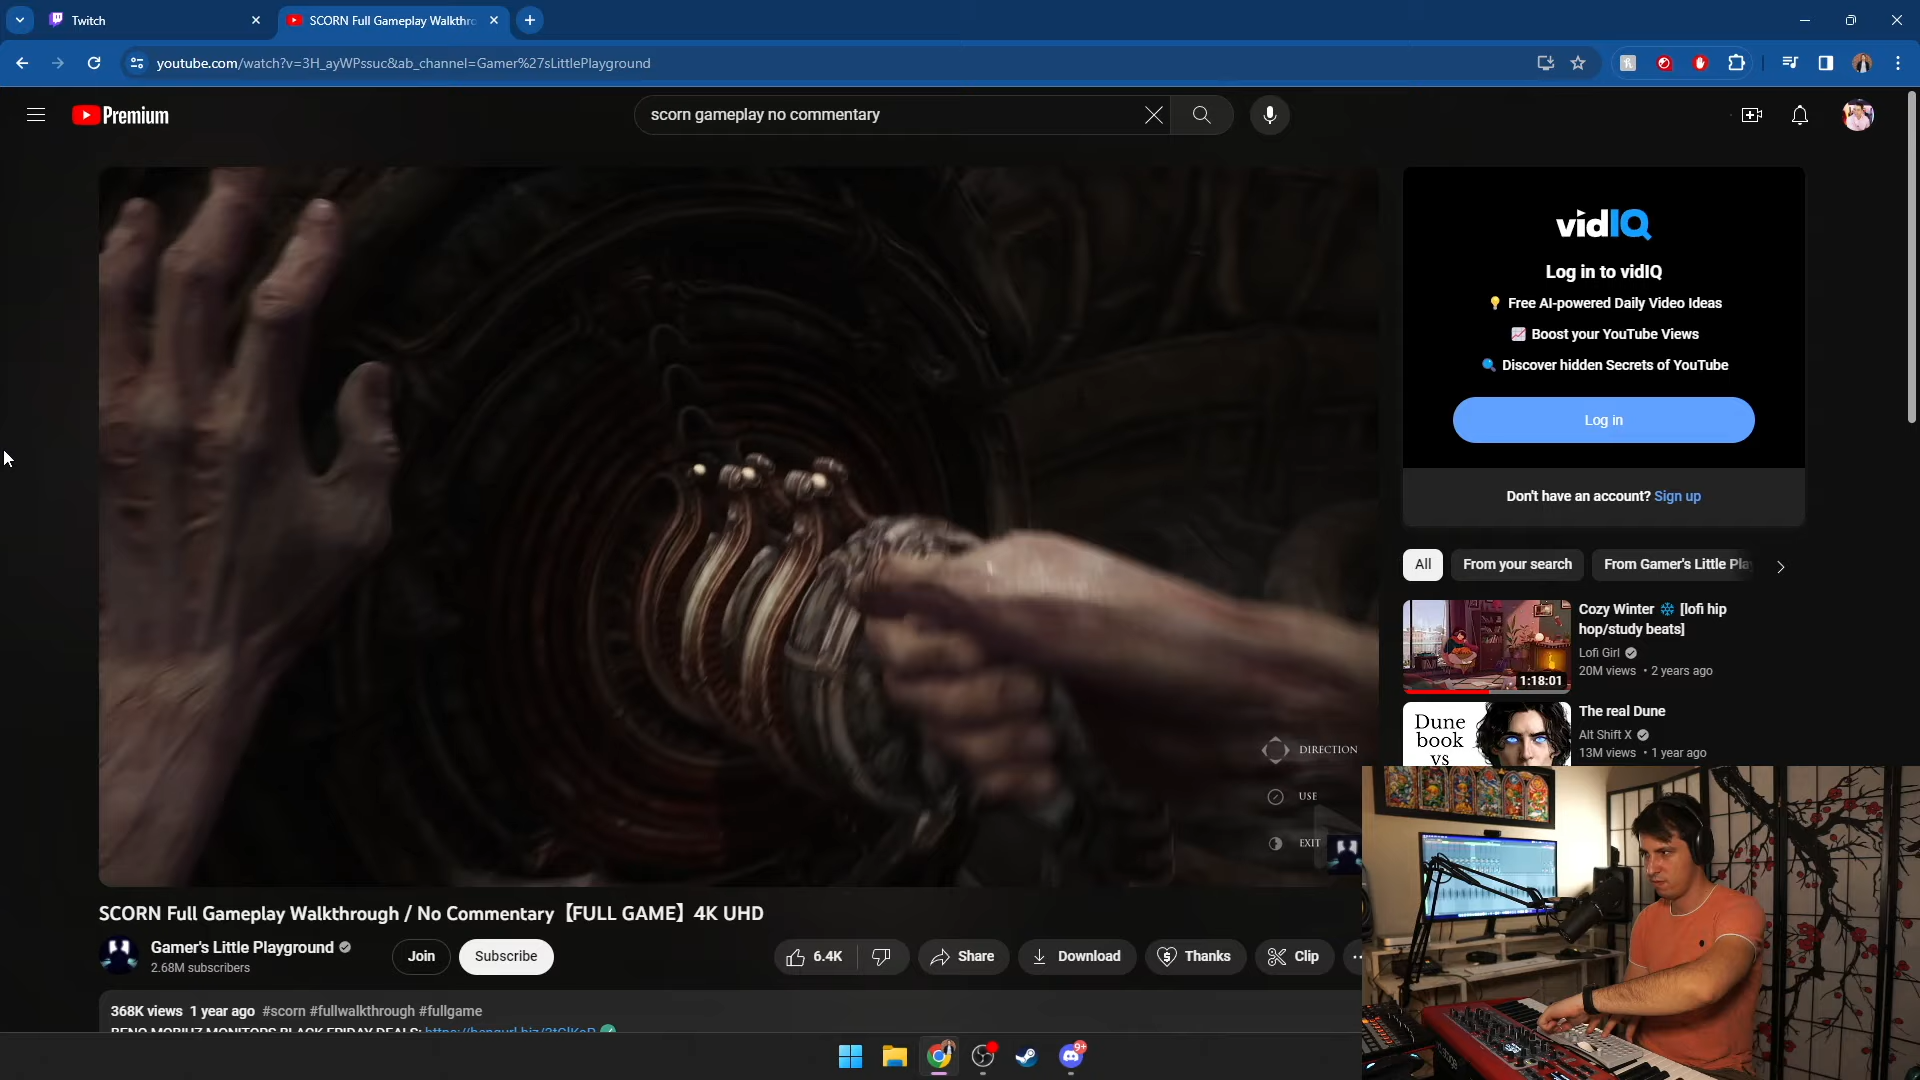 Twitch
SCORN Full Gameplay Walkthro
youtube.com/watch?v=3H_ayWPssuc&ab_channel=Gamer%27sLittlePlayground
Premium
scorn gameplay no commentary
vidIQ
Log in to vidIQ
Free AI-powered Daily Video Ideas
Boost your YouTube Views
Discover hidden Secrets of YouTube
Log in
Don't have an account? Sign up
All
From your search
From Gamer's Little Pla
Cozy Winter ❄ [lofi hip
hop/study beats]
Lofi Girl
20M views • 2 years ago
1:18:01
The real Dune
Alt Shift X
13M views • 1 year ago
Dune
book
vs
DIRECTION
USE
EXIT
SCORN Full Gameplay Walkthrough / No Commentary【FULL GAME】4K UHD
Gamer's Little Playground
2.68M subscribers
Join
Subscribe
6.4K
Share
Download
Thanks
Clip
368K views 1 year ago #scorn #fullwalkthrough #fullgame
9+